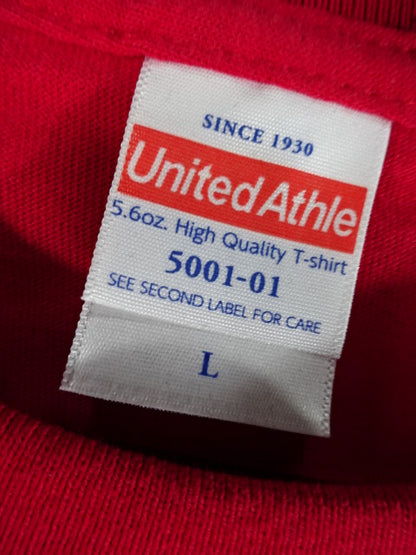 SINCE 1930
United Athle
5.6oz. High Quality T-shirt
5001-01
SEE SECOND LABEL FOR CARE
L